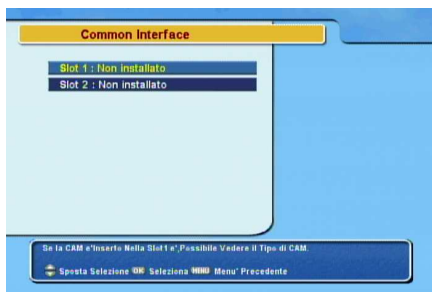 Common Interface
Slot 1 : Non installato
Slot 2 : Non installato
Se la CAM e'Inserto Nella Slot1 e',Possibile Vedere il Tipo di CAM.
Sposta Selezione OK Seleziona MENU Menu' Precedente